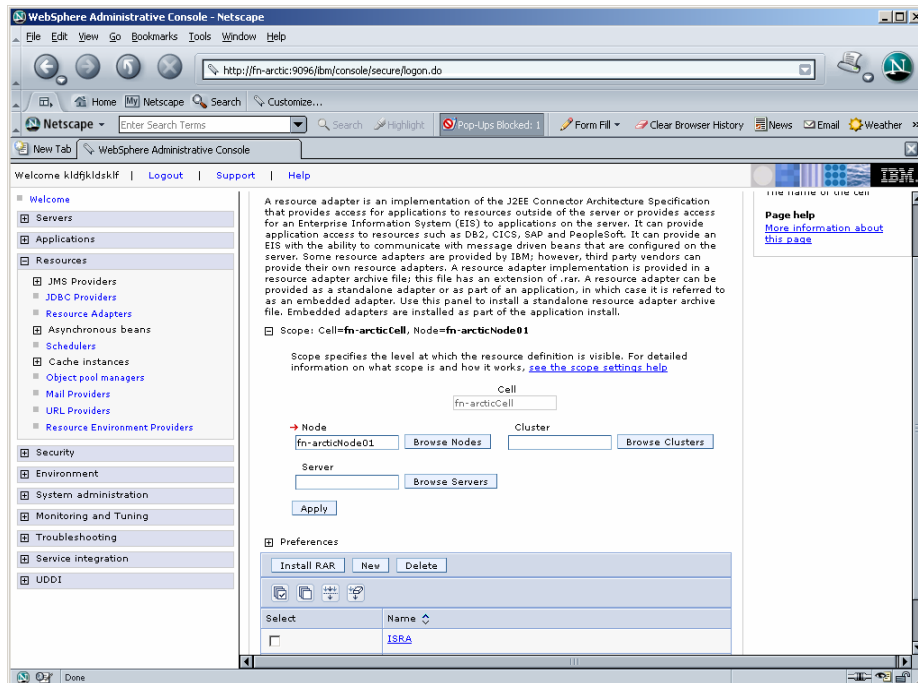 WebSphere Administrative Console - Netscape
File Edit View Go Bookmarks Tools Window Help
http://fn-arctic:9096/ibm/console/secure/logon.do
Home My Netscape Search Customize...
Netscape Enter Search Terms Search Highlight Pop-Ups Blocked: 1 Form Fill Clear Browser History News Email Weather »
New Tab WebSphere Administrative Console
Welcome kldfjkldsklf | Logout | Support | Help IBM.
Welcome
Servers
Applications
Resources
JMS Providers
JDBC Providers
Resource Adapters
Asynchronous beans
Schedulers
Cache instances
Object pool managers
Mail Providers
URL Providers
Resource Environment Providers
Security
Environment
System administration
Monitoring and Tuning
Troubleshooting
Service integration
UDDI
A resource adapter is an implementation of the J2EE Connector Architecture Specification
that provides access for applications to resources outside of the server or provides access
for an Enterprise Information System (EIS) to applications on the server. It can provide
application access to resources such as DB2, CICS, SAP and PeopleSoft. It can provide an
EIS with the ability to communicate with message driven beans that are configured on the
server. Some resource adapters are provided by IBM; however, third party vendors can
provide their own resource adapters. A resource adapter implementation is provided in a
resource adapter archive file; this file has an extension of .rar. A resource adapter can be
provided as a standalone adapter or as part of an application, in which case it is referred to
as an embedded adapter. Use this panel to install a standalone resource adapter archive
file. Embedded adapters are installed as part of the application install.
Scope: Cell=fn-arcticCell, Node=fn-arcticNode01
Scope specifies the level at which the resource definition is visible. For detailed
information on what scope is and how it works, see the scope settings help
Cell
fn-arcticCell
Node Cluster
fn-arcticNode01 Browse Nodes Browse Clusters
Server
Browse Servers
Apply
Preferences
Install RAR New Delete
Select Name
ISRA
The name of the cell
Page help
More information about
this page
Done